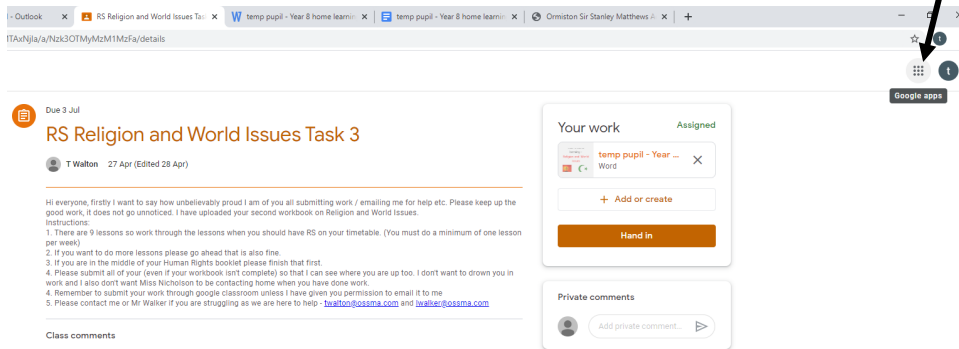 l - Outlook
RS Religion and World Issues Tas
temp pupil - Year 8 home learnin
temp pupil - Year 8 home learnin
Ormiston Sir Stanley Matthews A
1TAxNjla/a/Nzk3OTMyMzM1MzFa/details
t
t
Google apps
Due 3 Jul
RS Religion and World Issues Task 3
T Walton 27 Apr (Edited 28 Apr)
Hi everyone, firstly I want to say how unbelievably proud I am of you all submitting work / emailing me for help etc. Please keep up the
good work, it does not go unnoticed. I have uploaded your second workbook on Religion and World Issues.
Instructions:
1. There are 9 lessons so work through the lessons when you should have RS on your timetable. (You must do a minimum of one lesson
per week)
2. If you want to do more lessons please go ahead that is also fine.
3. If you are in the middle of your Human Rights booklet please finish that first.
4. Please submit all of your (even if your workbook isn't complete) so that I can see where you are up too. I don't want to drown you in
work and I also don't want Miss Nicholson to be contacting home when you have done work.
4. Remember to submit your work through google classroom unless I have given you permission to email it to me
5. Please contact me or Mr Walker if you are struggling as we are here to help - twalton@ossma.com and lwalker@ossma.com
Class comments
Your work Assigned
temp pupil - Year ...
Word
+ Add or create
Hand in
Private comments
Add private comment...